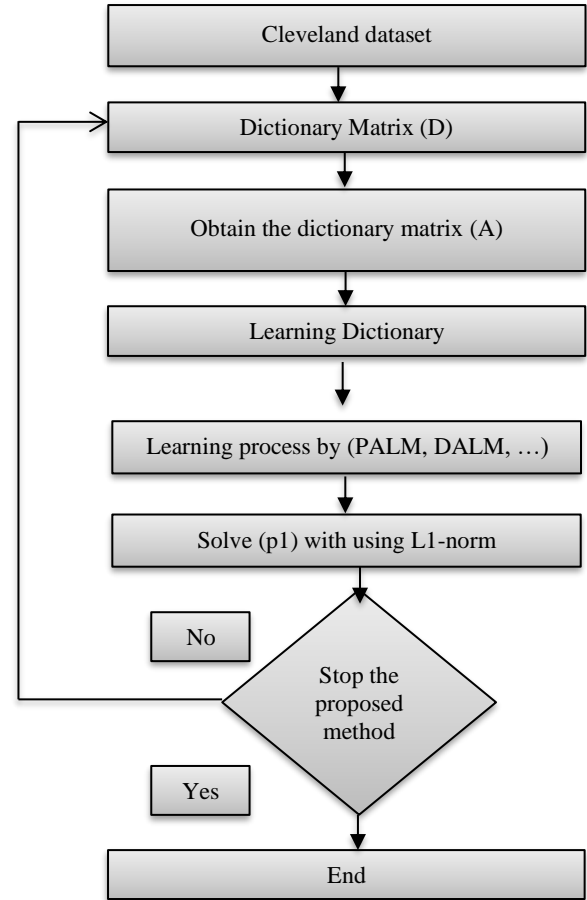 Cleveland dataset
Dictionary Matrix (D)
Obtain the dictionary matrix (A)
Learning Dictionary
Learning process by (PALM, DALM, …)
Solve (p1) with using L1-norm
No
Stop the
proposed
method
Yes
End